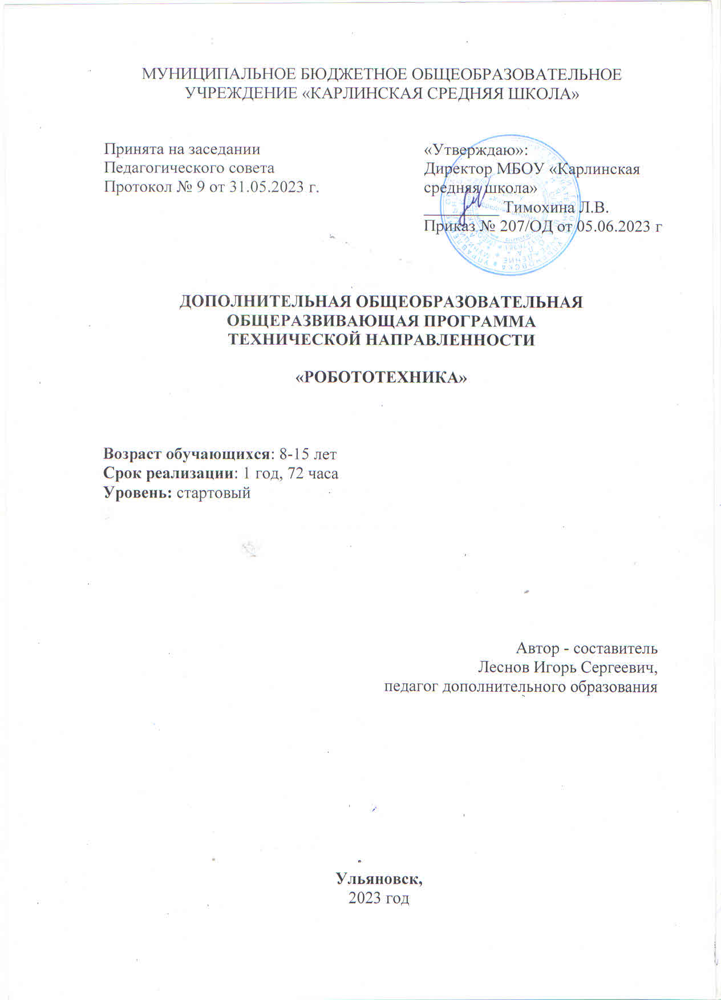 МУНИЦИПАЛЬНОЕ БЮДЖЕТНОЕ ОБЩЕОБРАЗОВАТЕЛЬНОЕ
УЧРЕЖДЕНИЕ «КАРЛИНСКАЯ СРЕДНЯЯ ШКОЛА»
Принята на заседании
Педагогического совета
Протокол № 9 от 31.05.2023 г.
«Утверждаю»:
Директор МБОУ «Карлинская
средняя школа»
_________ Тимохина Л.В.
Приказ № 207/ОД от 05.06.2023 г
ДОПОЛНИТЕЛЬНАЯ ОБЩЕОБРАЗОВАТЕЛЬНАЯ
ОБЩЕРАЗВИВАЮЩАЯ ПРОГРАММА
ТЕХНИЧЕСКОЙ НАПРАВЛЕННОСТИ
«РОБОТОТЕХНИКА»
Возраст обучающихся: 8-15 лет
Срок реализации: 1 год, 72 часа
Уровень: стартовый
Автор - составитель
Леснов Игорь Сергеевич,
педагог дополнительного образования
Ульяновск,
2023 год